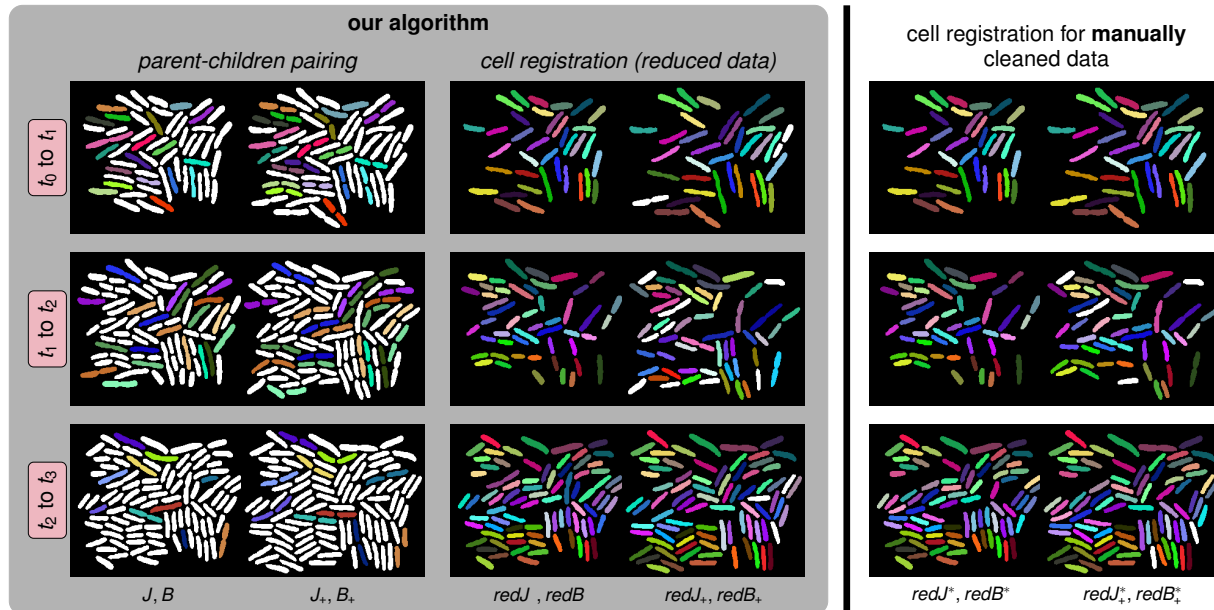 our algorithm
parent-children pairing
cell registration (reduced data)
cell registration for manually
cleaned data
t₀ to t₁
t₁ to t₂
t₂ to t₃
J, B
J₊, B₊
redJ , redB
redJ₊, redB₊
redJ*, redB*
redJ₊*, redB₊*